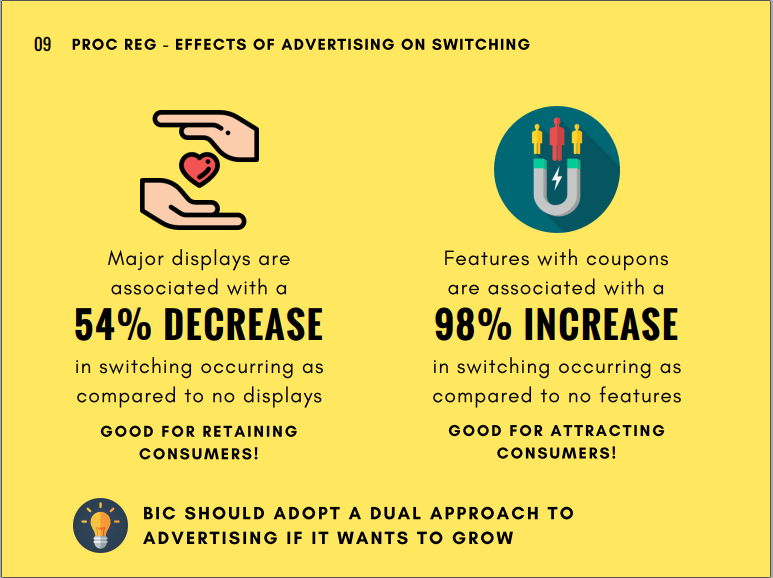 09 PROC REG - EFFECTS OF ADVERTISING ON SWITCHING
Major displays are
associated with a
54% DECREASE
in switching occurring as
compared to no displays
GOOD FOR RETAINING
CONSUMERS!
Features with coupons
are associated with a
98% INCREASE
in switching occurring as
compared to no features
GOOD FOR ATTRACTING
CONSUMERS!
BIC SHOULD ADOPT A DUAL APPROACH TO
ADVERTISING IF IT WANTS TO GROW